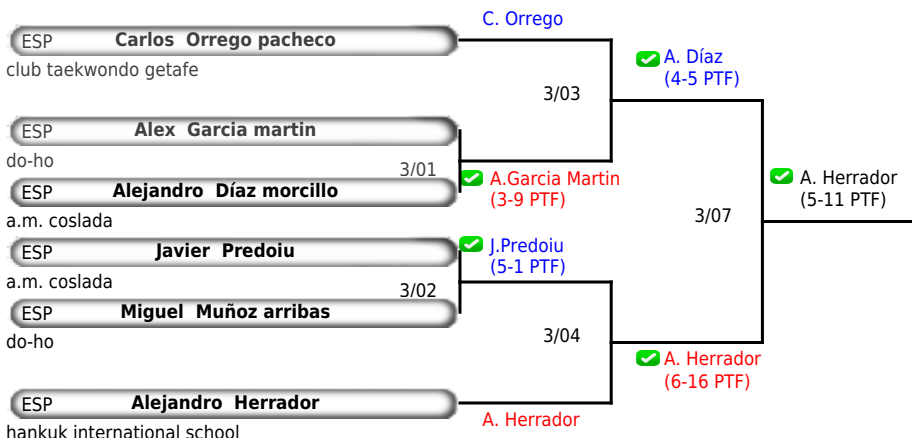 C. Orrego
ESP Carlos Orrego pacheco
club taekwondo getafe
A. Díaz
(4-5 PTF)
3/03
ESP Alex Garcia martin
do-ho
3/01
ESP Alejandro Díaz morcillo
a.m. coslada
A.Garcia Martin
(3-9 PTF)
A. Herrador
(5-11 PTF)
3/07
ESP Javier Predoiu
a.m. coslada
J.Predoiu
(5-1 PTF)
3/02
ESP Miguel Muñoz arribas
do-ho
3/04
A. Herrador
(6-16 PTF)
ESP Alejandro Herrador
hankuk international school
A. Herrador